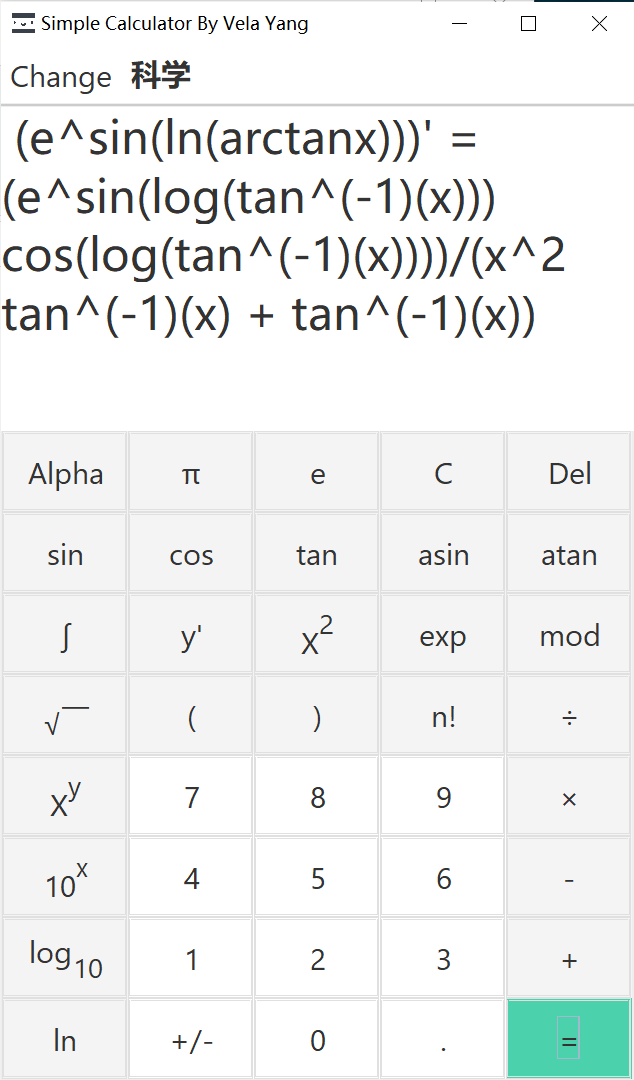 Simple Calculator By Vela Yang
Change 科学
(e^sin(ln(arctanx)))' =
(e^sin(log(tan^(-1)(x)))
cos(log(tan^(-1)(x))))/(x^2
tan^(-1)(x) + tan^(-1)(x))
Alpha π e C Del
sin cos tan asin atan
∫ y' x^2 exp mod
√‾ ( ) n! ÷
x^y 7 8 9 ×
10^x 4 5 6 -
log_10 1 2 3 +
ln +/- 0 . =